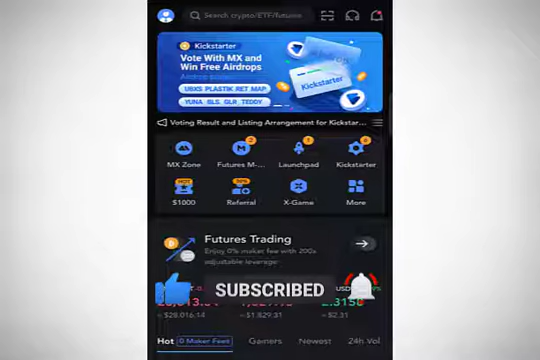 Search crypto/ETF/futures
Kickstarter
Vote With MX and
Win Free Airdrops
Kickstarter
UBXS PLASTIK RET MAP
YUNA BLS. GLR TEDDY
Voting Result and Listing Arrangement for Kickstar...
MX Zone
Futures M-...
Launchpad
Kickstarter
HOT
$1000
Referral
X-Game
More
Futures Trading
Enjoy 0% maker fee with 200x
adjustable leverage
SUBSCRIBED
≈ $28,016.14
≈ $1,829.31
≈ $2.31
Hot
0 Maker Fees
Gainers
Newest
24h Vol